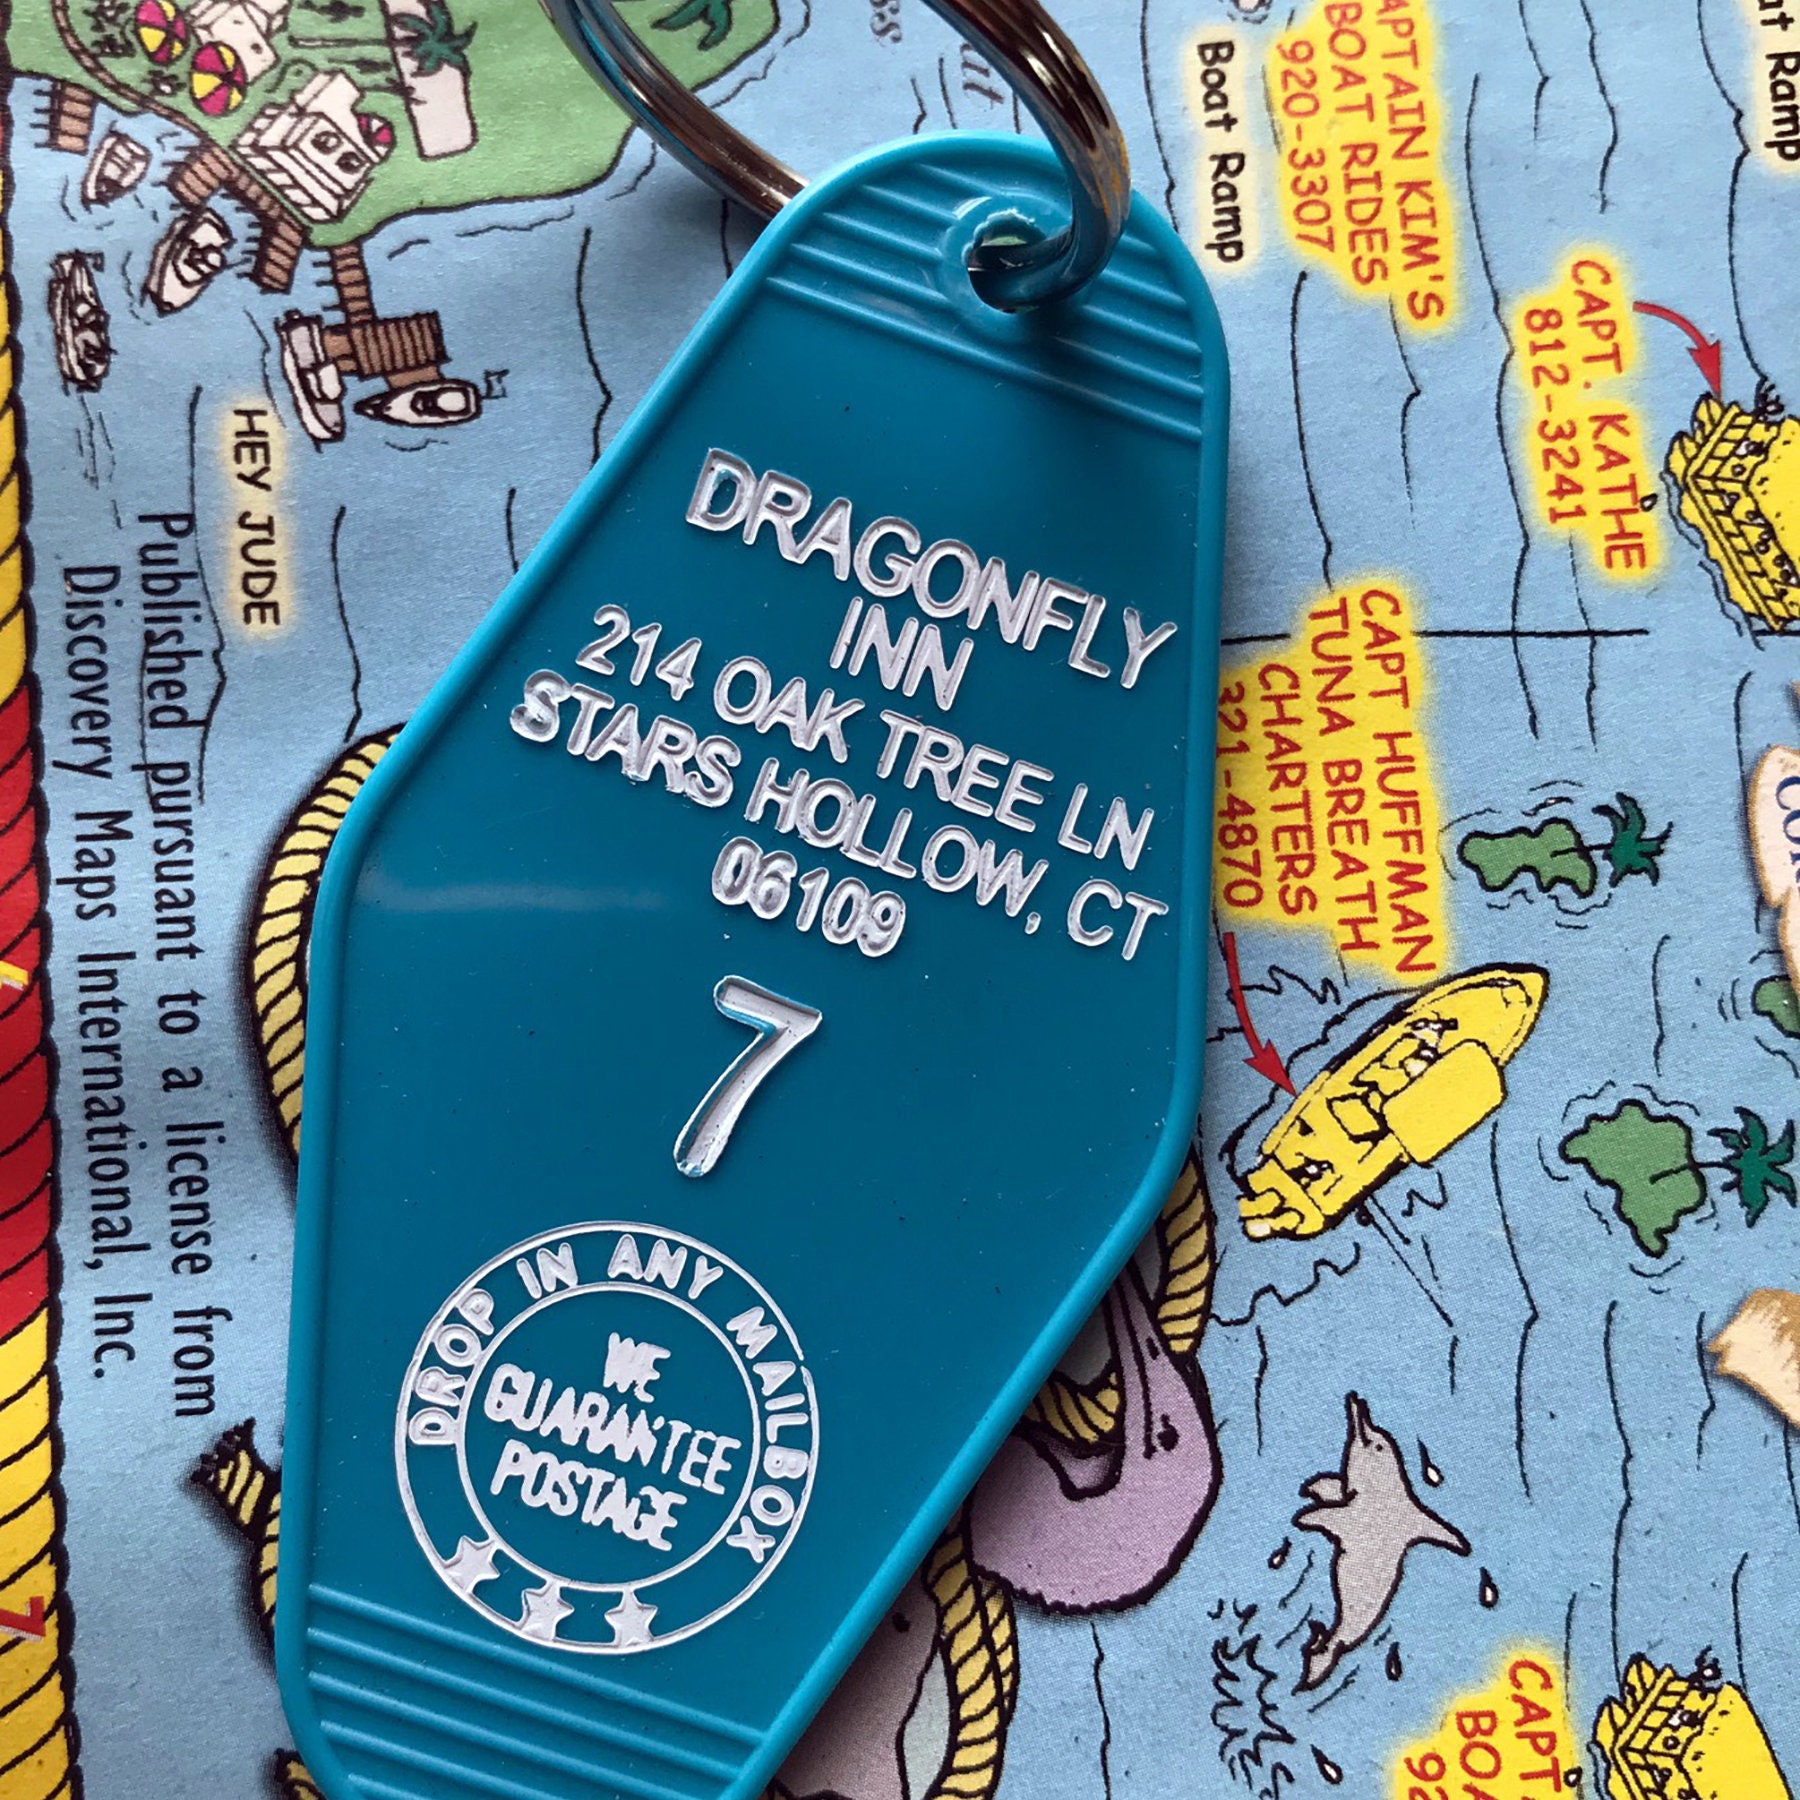 DRAGONFLY
INN
214 OAK TREE LN
STARS HOLLOW, CT
06109
7
DROP IN ANY MAILBOX
WE
GUARANTEE
POSTAGE
Boat Ramp
CAPTAIN KIM'S
BOAT RIDES
920-3307
CAPT. KATHE
812-3241
CAPT HUFFMAN
TUNA BREATH
CHARTERS
321-4870
HEY JUDE
Published pursuant to a license from
Discovery Maps International, Inc.
Ramp
CAPT